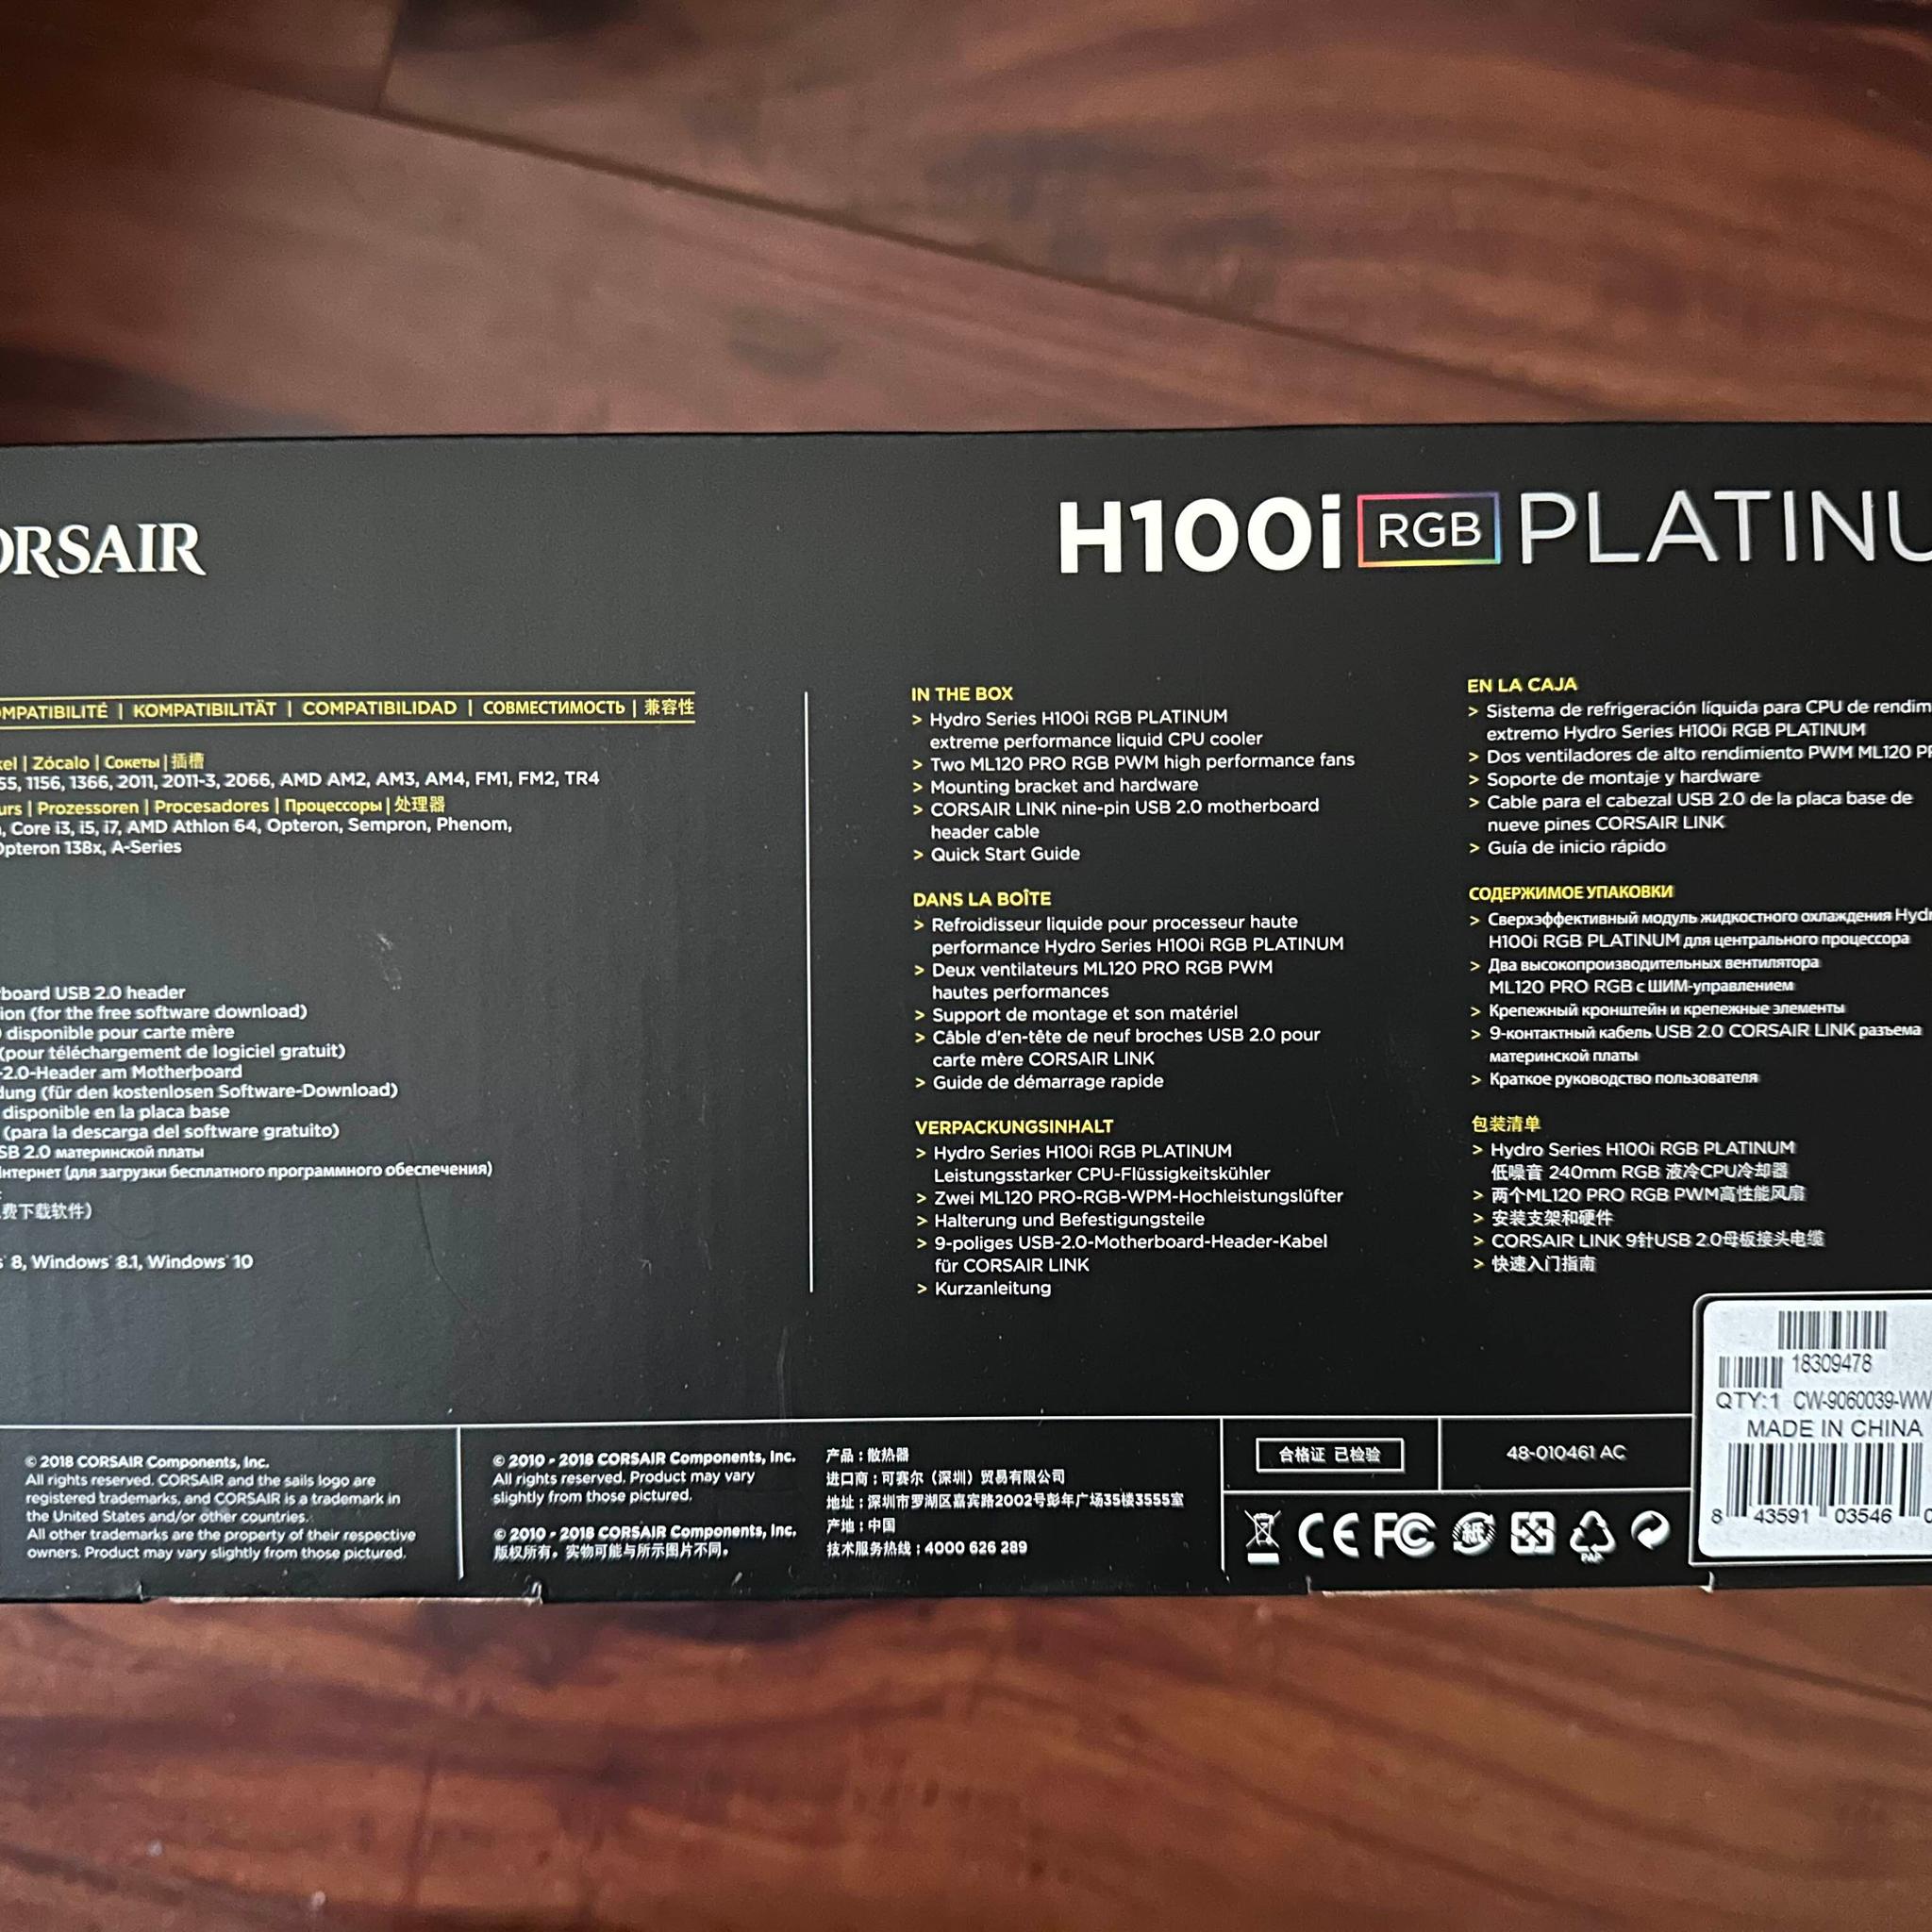 ORSAIR
H100i RGB PLATINU
OMPATIBILITÉ | KOMPATIBILITÄT | COMPATIBILIDAD | СОВМЕСТИМОСТЬ | 兼容性
kel | Zócalo | Сокеты | 插槽
55, 1156, 1366, 2011, 2011-3, 2066, AMD AM2, AM3, AM4, FM1, FM2, TR4
urs | Prozessoren | Procesadores | Процессоры | 处理器
, Core i3, i5, i7, AMD Athlon 64, Opteron, Sempron, Phenom,
Opteron 138x, A-Series
board USB 2.0 header
ion (for the free software download)
disponible pour carte mère
(pour téléchargement de logiciel gratuit)
-2.0-Header am Motherboard
dung (für den kostenlosen Software-Download)
disponible en la placa base
(para la descarga del software gratuito)
SB 2.0 материнской платы
нтернет (для загрузки бесплатного программного обеспечения)
费下载软件）
8, Windows 8.1, Windows 10
IN THE BOX
> Hydro Series H100i RGB PLATINUM
extreme performance liquid CPU cooler
> Two ML120 PRO RGB PWM high performance fans
> Mounting bracket and hardware
> CORSAIR LINK nine-pin USB 2.0 motherboard
header cable
> Quick Start Guide
DANS LA BOÎTE
> Refroidisseur liquide pour processeur haute
performance Hydro Series H100i RGB PLATINUM
> Deux ventilateurs ML120 PRO RGB PWM
hautes performances
> Support de montage et son matériel
> Câble d'en-tête de neuf broches USB 2.0 pour
carte mère CORSAIR LINK
> Guide de démarrage rapide
VERPACKUNGSINHALT
> Hydro Series H100i RGB PLATINUM
Leistungsstarker CPU-Flüssigkeitskühler
> Zwei ML120 PRO-RGB-WPM-Hochleistungslüfter
> Halterung und Befestigungsteile
> 9-poliges USB-2.0-Motherboard-Header-Kabel
für CORSAIR LINK
> Kurzanleitung
EN LA CAJA
> Sistema de refrigeración líquida para CPU de rendim
extremo Hydro Series H100i RGB PLATINUM
> Dos ventiladores de alto rendimiento PWM ML120 PR
> Soporte de montaje y hardware
> Cable para el cabezal USB 2.0 de la placa base de
nueve pines CORSAIR LINK
> Guía de inicio rápido
СОДЕРЖИМОЕ УПАКОВКИ
> Сверхэффективный модуль жидкостного охлаждения Hydr
H100i RGB PLATINUM для центрального процессора
> Два высокопроизводительных вентилятора
ML120 PRO RGB с ШИМ-управлением
> Крепежный кронштейн и крепежные элементы
> 9-контактный кабель USB 2.0 CORSAIR LINK разъема
материнской платы
> Краткое руководство пользователя
包装清单
> Hydro Series H100i RGB PLATINUM
低噪音 240mm RGB 液冷CPU冷却器
> 两个ML120 PRO RGB PWM高性能风扇
> 安装支架和硬件
> CORSAIR LINK 9针USB 2.0母板接头电缆
> 快速入门指南
18309478
QTY:1 CW-9060039-WW
MADE IN CHINA
8 43591 03546 0
© 2018 CORSAIR Components, Inc.
All rights reserved. CORSAIR and the sails logo are
registered trademarks, and CORSAIR is a trademark in
the United States and/or other countries.
All other trademarks are the property of their respective
owners. Product may vary slightly from those pictured.
© 2010 - 2018 CORSAIR Components, Inc.
All rights reserved. Product may vary
slightly from those pictured.
© 2010 - 2018 CORSAIR Components, Inc.
版权所有。实物可能与所示图片不同。
产品：散热器
进口商：可赛尔（深圳）贸易有限公司
地址：深圳市罗湖区嘉宾路2002号彭年广场35楼3555室
产地：中国
技术服务热线：4000 626 289
合格证 已检验
48-010461 AC
CE FC 紙 PAP